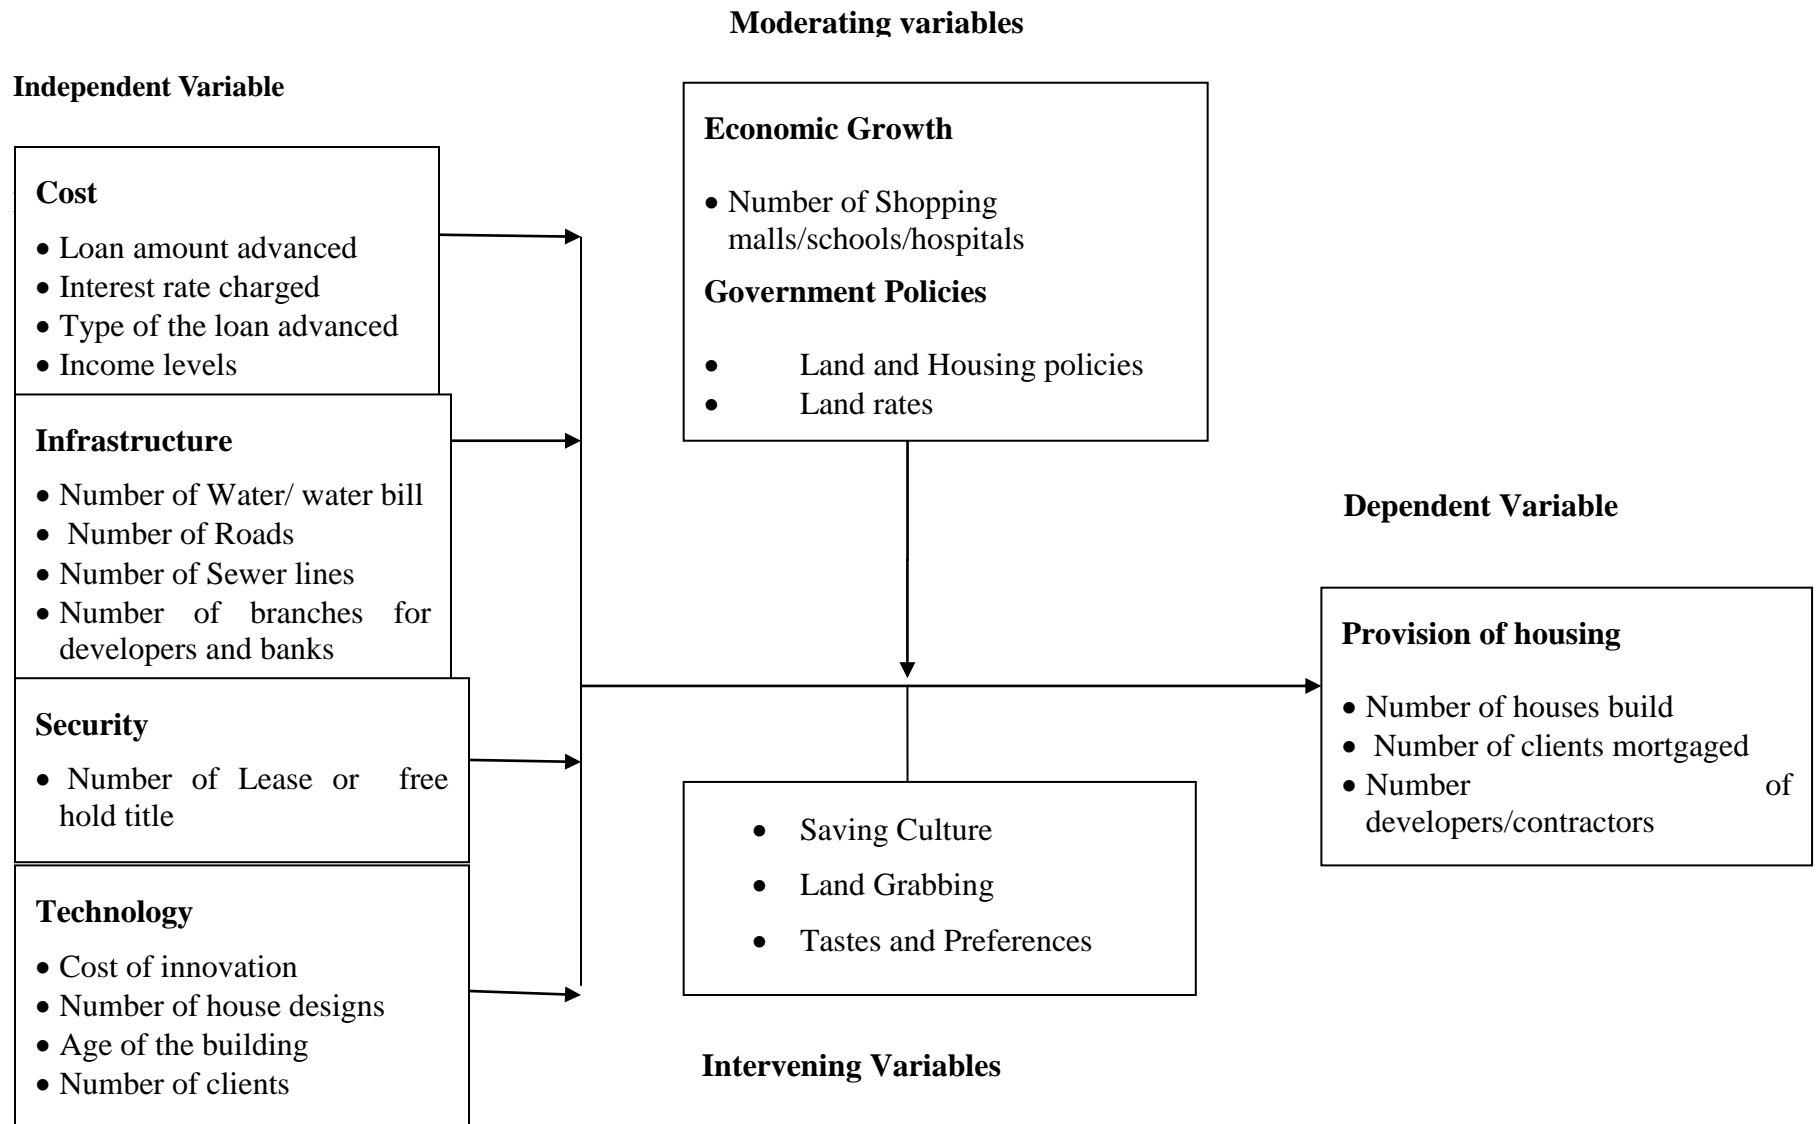 Moderating variables
Independent Variable
Cost
• Loan amount advanced
• Interest rate charged
• Type of the loan advanced
• Income levels
Infrastructure
• Number of Water/ water bill
• Number of Roads
• Number of Sewer lines
• Number of branches for
developers and banks
Security
• Number of Lease or free
hold title
Technology
• Cost of innovation
• Number of house designs
• Age of the building
• Number of clients
Economic Growth
• Number of Shopping
malls/schools/hospitals
Government Policies
• Land and Housing policies
• Land rates
• Saving Culture
• Land Grabbing
• Tastes and Preferences
Intervening Variables
Dependent Variable
Provision of housing
• Number of houses build
• Number of clients mortgaged
• Number of
developers/contractors